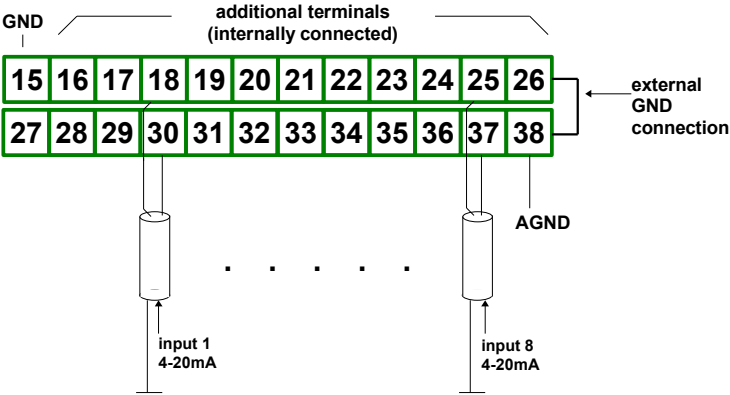 GND
additional terminals
(internally connected)
15 16 17 18 19 20 21 22 23 24 25 26
external
GND
connection
27 28 29 30 31 32 33 34 35 36 37 38
AGND
input 1
4-20mA
input 8
4-20mA